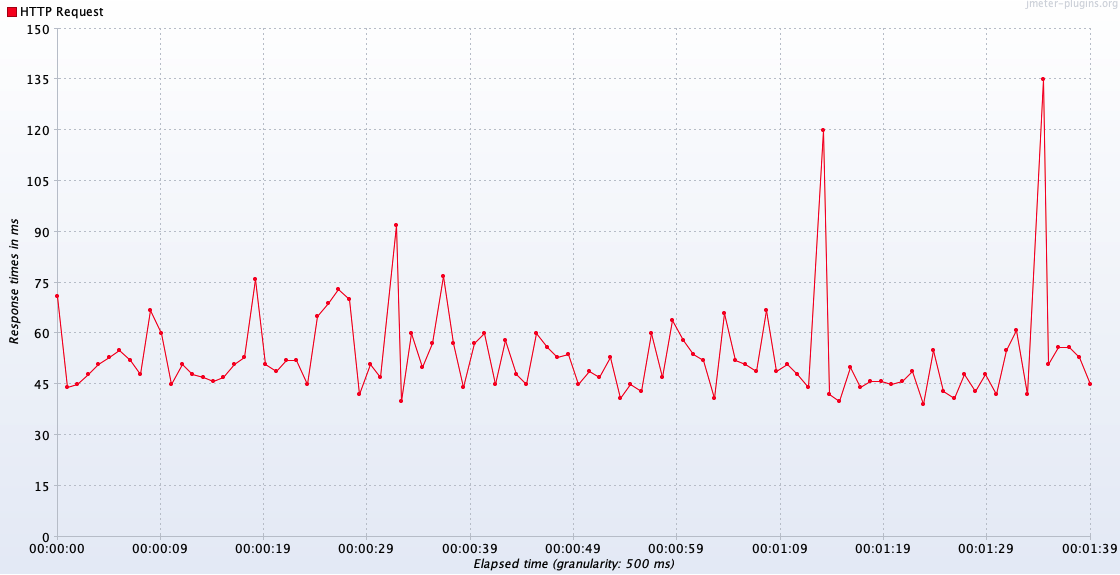 jmeter-plugins.org
HTTP Request
150
135
120
105
90
75
60
45
30
15
0
Response times in ms
00:00:00 00:00:09 00:00:19 00:00:29 00:00:39 00:00:49 00:00:59 00:01:09 00:01:19 00:01:29 00:01:39
Elapsed time (granularity: 500 ms)